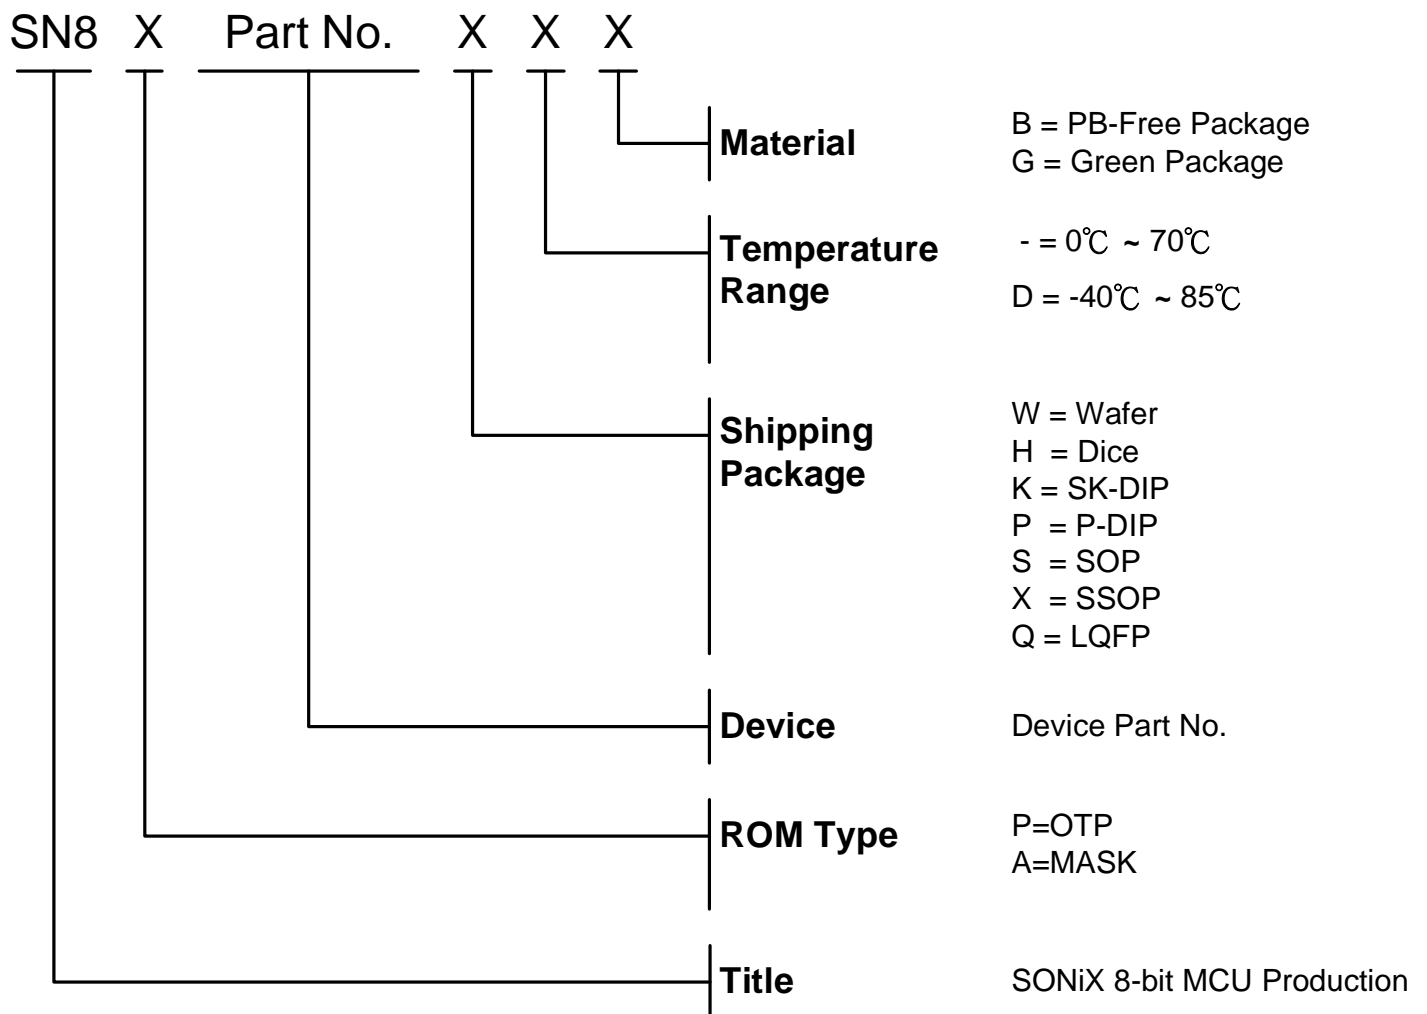 SN8 X Part No. X X X
Material
B = PB-Free Package
G = Green Package
Temperature
Range
- = 0℃ ~ 70℃
D = -40℃ ~ 85℃
Shipping
Package
W = Wafer
H = Dice
K = SK-DIP
P = P-DIP
S = SOP
X = SSOP
Q = LQFP
Device
Device Part No.
ROM Type
P=OTP
A=MASK
Title
SONiX 8-bit MCU Production